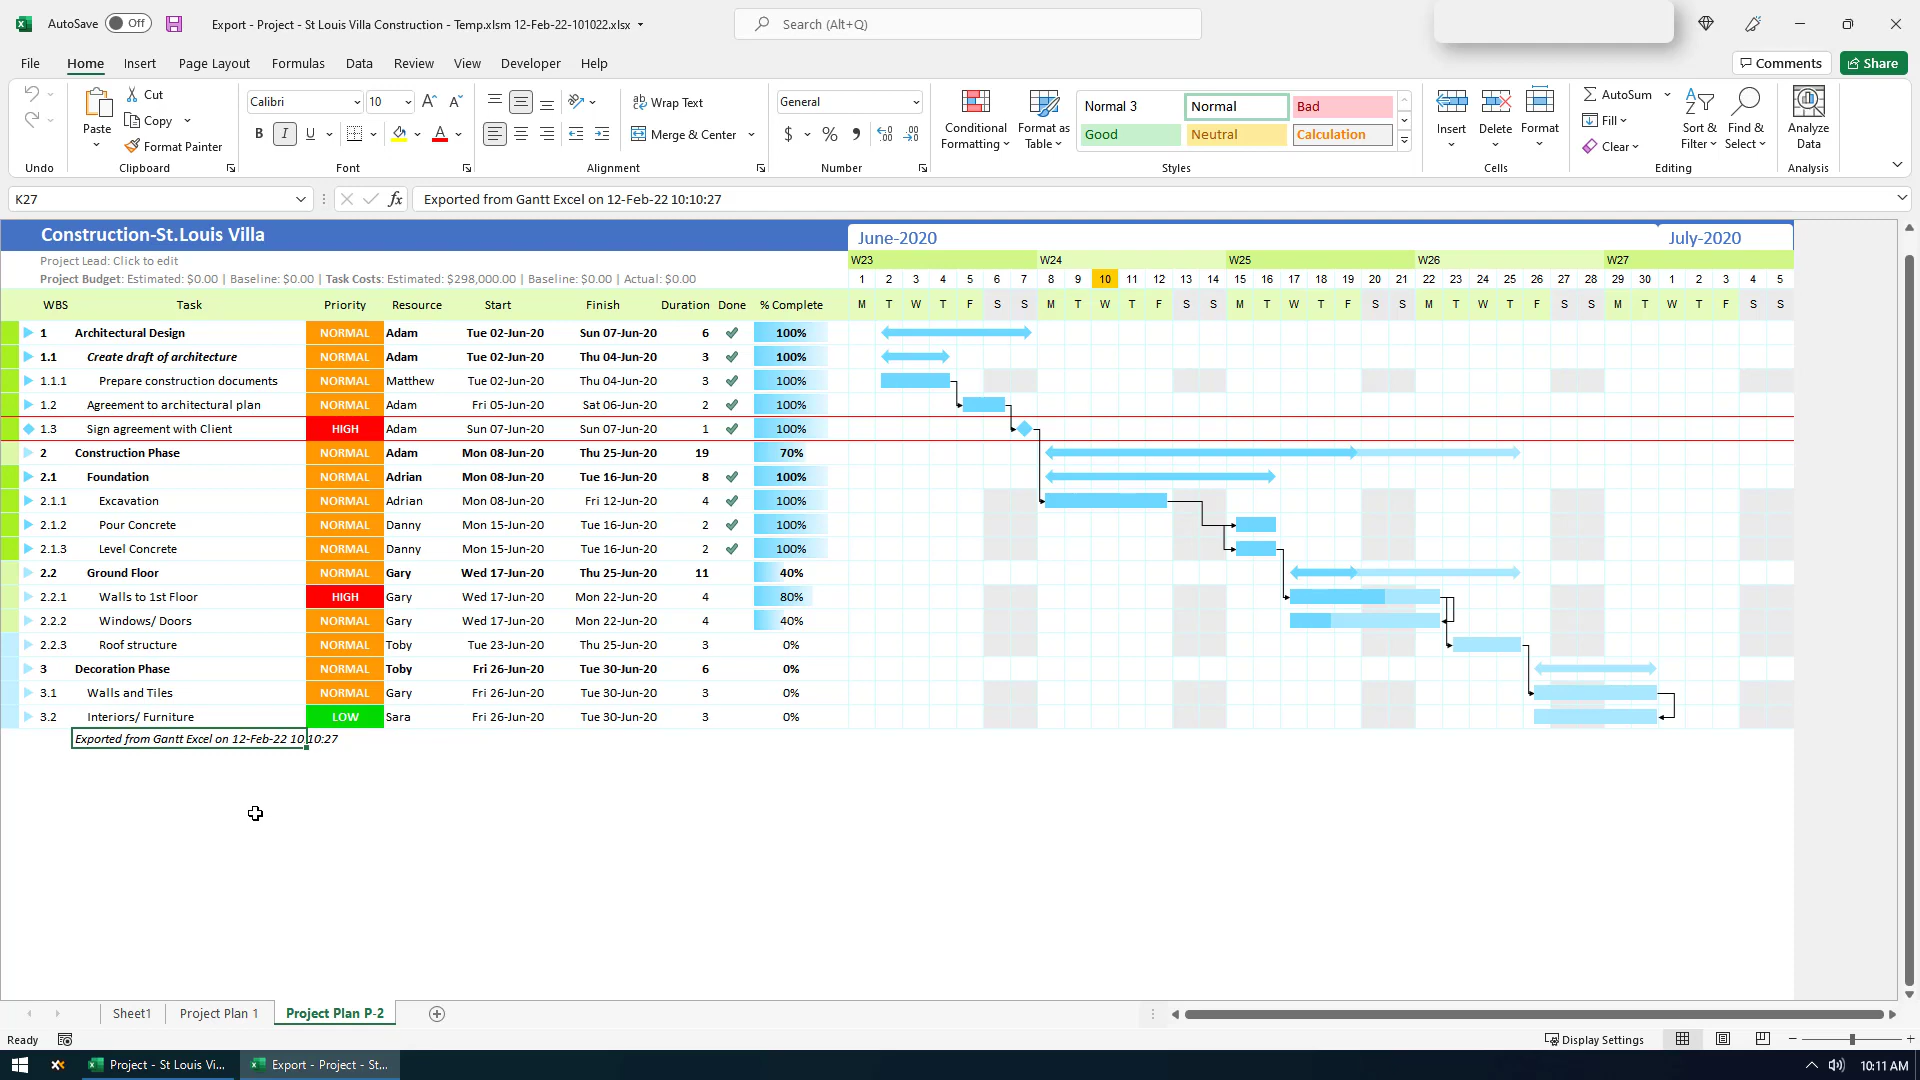 AutoSave Off Export - Project - St Louis Villa Construction - Temp.xlsm 12-Feb-22-101022.xlsx Search (Alt+Q)
File Home Insert Page Layout Formulas Data Review View Developer Help Comments Share
Cut Calibri 10 Wrap Text General Normal 3 Normal Bad AutoSum
Paste Copy Conditional Format as Insert Delete Format Fill Sort & Find & Analyze
Format Painter B I U A Merge & Center $ % Formatting Table Good Neutral Calculation Clear Filter Select Data
Undo Clipboard Font Alignment Number Styles Cells Editing Analysis
K27 fx Exported from Gantt Excel on 12-Feb-22 10:10:27
Construction-St.Louis Villa June-2020 July-2020
Project Lead: Click to edit W23 W24 W25 W26 W27
Project Budget: Estimated: $0.00 | Baseline: $0.00 | Task Costs: Estimated: $298,000.00 | Baseline: $0.00 | Actual: $0.00 1 2 3 4 5 6 7 8 9 10 11 12 13 14 15 16 17 18 19 20 21 22 23 24 25 26 27 28 29 30 1 2 3 4 5
WBS Task Priority Resource Start Finish Duration Done % Complete M T W T F S S M T W T F S S M T W T F S S M T W T F S S M T W T F S S
1 Architectural Design NORMAL Adam Tue 02-Jun-20 Sun 07-Jun-20 6 100%
1.1 Create draft of architecture NORMAL Adam Tue 02-Jun-20 Thu 04-Jun-20 3 100%
1.1.1 Prepare construction documents NORMAL Matthew Tue 02-Jun-20 Thu 04-Jun-20 3 100%
1.2 Agreement to architectural plan NORMAL Adam Fri 05-Jun-20 Sat 06-Jun-20 2 100%
1.3 Sign agreement with Client HIGH Adam Sun 07-Jun-20 Sun 07-Jun-20 1 100%
2 Construction Phase NORMAL Adam Mon 08-Jun-20 Thu 25-Jun-20 19 70%
2.1 Foundation NORMAL Adrian Mon 08-Jun-20 Tue 16-Jun-20 8 100%
2.1.1 Excavation NORMAL Adrian Mon 08-Jun-20 Fri 12-Jun-20 4 100%
2.1.2 Pour Concrete NORMAL Danny Mon 15-Jun-20 Tue 16-Jun-20 2 100%
2.1.3 Level Concrete NORMAL Danny Mon 15-Jun-20 Tue 16-Jun-20 2 100%
2.2 Ground Floor NORMAL Gary Wed 17-Jun-20 Thu 25-Jun-20 11 40%
2.2.1 Walls to 1st Floor HIGH Gary Wed 17-Jun-20 Mon 22-Jun-20 4 80%
2.2.2 Windows/ Doors NORMAL Gary Wed 17-Jun-20 Mon 22-Jun-20 4 40%
2.2.3 Roof structure NORMAL Toby Tue 23-Jun-20 Thu 25-Jun-20 3 0%
3 Decoration Phase NORMAL Toby Fri 26-Jun-20 Tue 30-Jun-20 6 0%
3.1 Walls and Tiles NORMAL Gary Fri 26-Jun-20 Tue 30-Jun-20 3 0%
3.2 Interiors/ Furniture LOW Sara Fri 26-Jun-20 Tue 30-Jun-20 3 0%
Exported from Gantt Excel on 12-Feb-22 10:10:27
Sheet1 Project Plan 1 Project Plan P-2
Ready Display Settings
Project - St Louis Vi... Export - Project - St... 10:11 AM